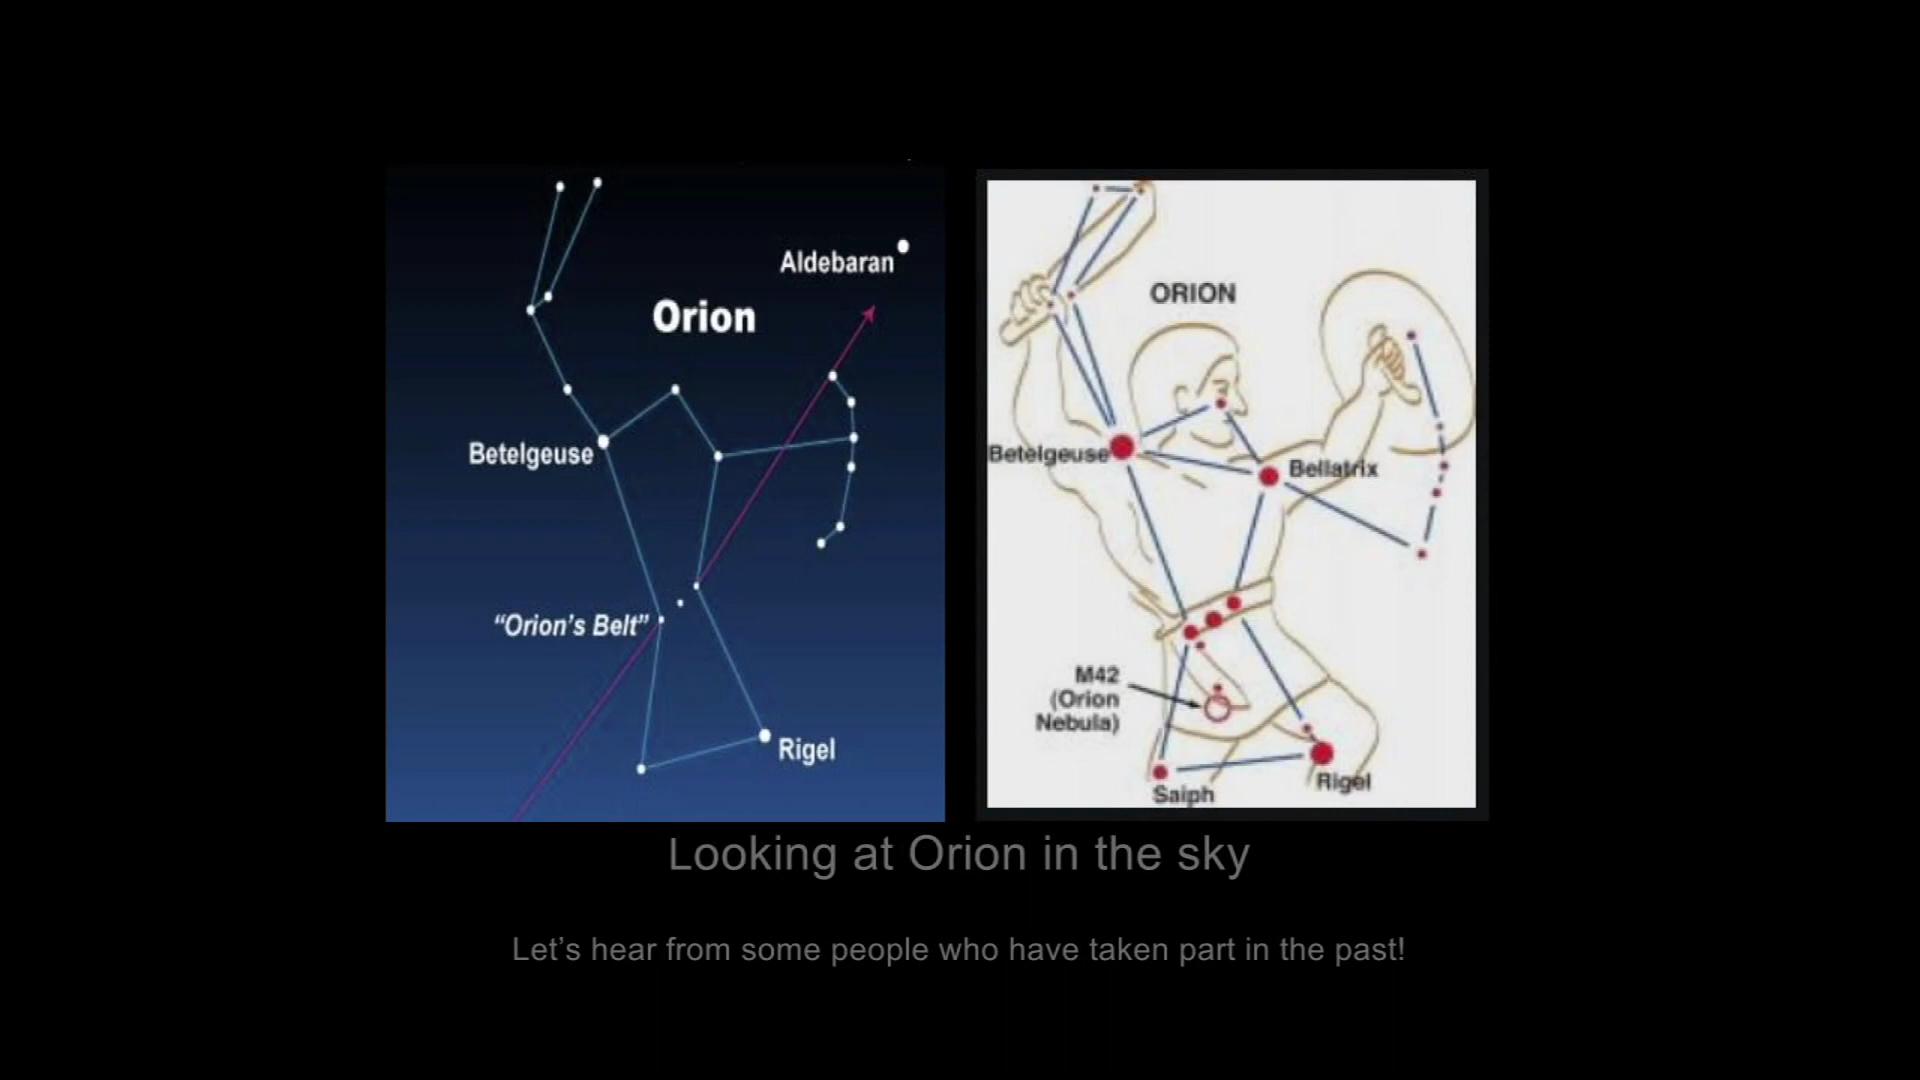 Aldebaran
Orion
Betelgeuse
“Orion’s Belt”
Rigel
ORION
Betelgeuse
Bellatrix
M42
(Orion
Nebula)
Saiph
Rigel
Looking at Orion in the sky
Let’s hear from some people who have taken part in the past!